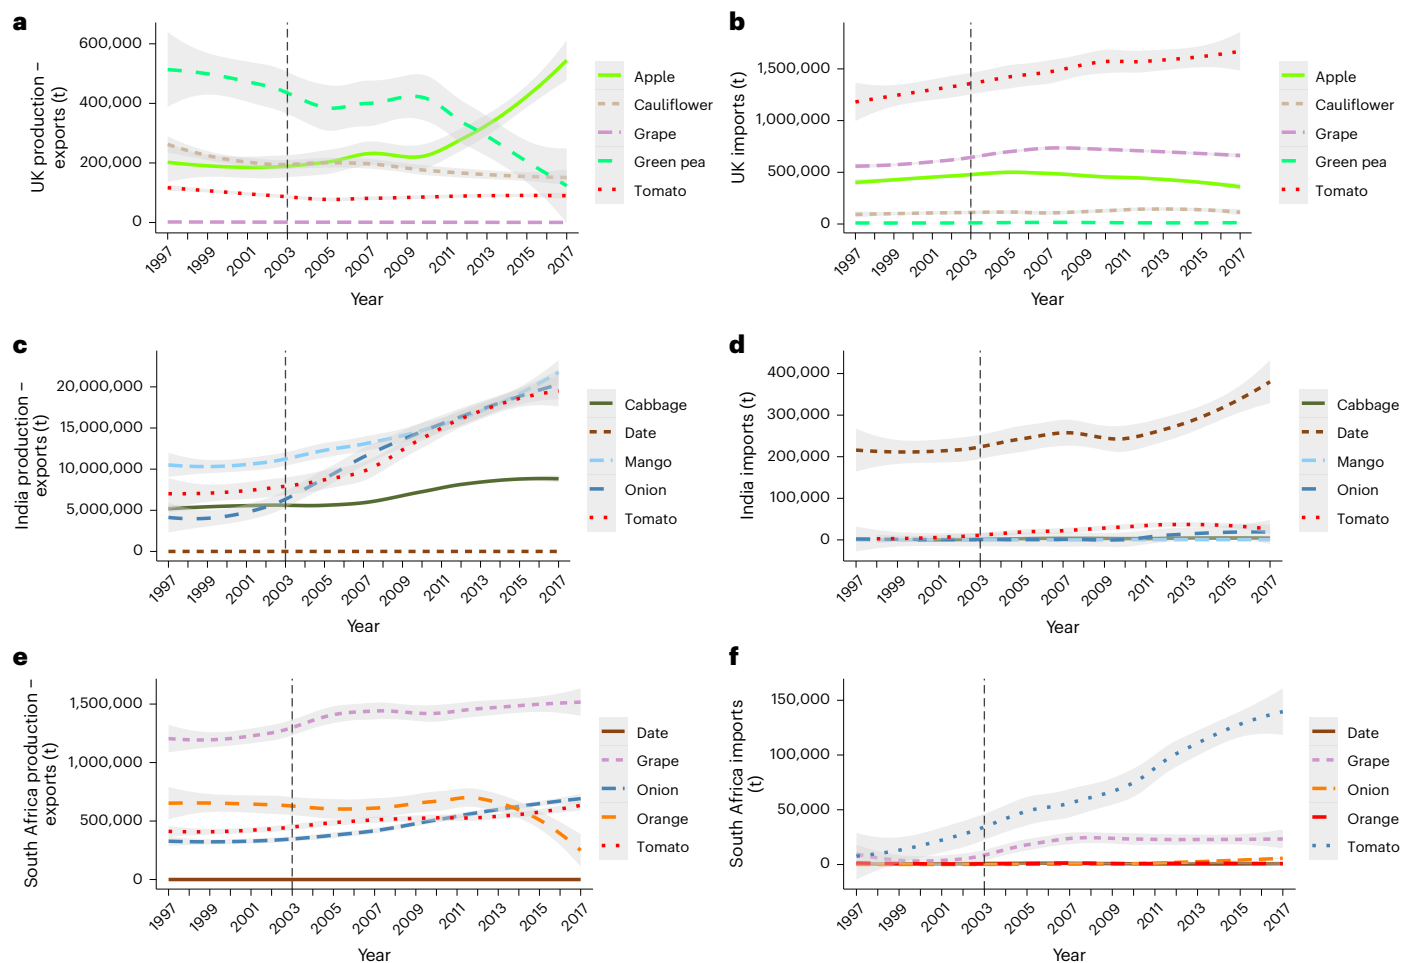 a
UK production –
exports (t)
600,000
400,000
200,000
0
1997
1999
2001
2003
2005
2007
2009
2011
2013
2015
2017
Year
Apple
Cauliflower
Grape
Green pea
Tomato
b
UK imports (t)
1,500,000
1,000,000
500,000
0
1997
1999
2001
2003
2005
2007
2009
2011
2013
2015
2017
Year
Apple
Cauliflower
Grape
Green pea
Tomato
c
India production –
exports (t)
20,000,000
15,000,000
10,000,000
5,000,000
0
1997
1999
2001
2003
2005
2007
2009
2011
2013
2015
2017
Year
Cabbage
Date
Mango
Onion
Tomato
d
India imports (t)
400,000
300,000
200,000
100,000
0
1997
1999
2001
2003
2005
2007
2009
2011
2013
2015
2017
Year
Cabbage
Date
Mango
Onion
Tomato
e
South Africa production –
exports (t)
1,500,000
1,000,000
500,000
0
1997
1999
2001
2003
2005
2007
2009
2011
2013
2015
2017
Year
Date
Grape
Onion
Orange
Tomato
f
South Africa imports
(t)
150,000
100,000
50,000
0
1997
1999
2001
2003
2005
2007
2009
2011
2013
2015
2017
Year
Date
Grape
Onion
Orange
Tomato